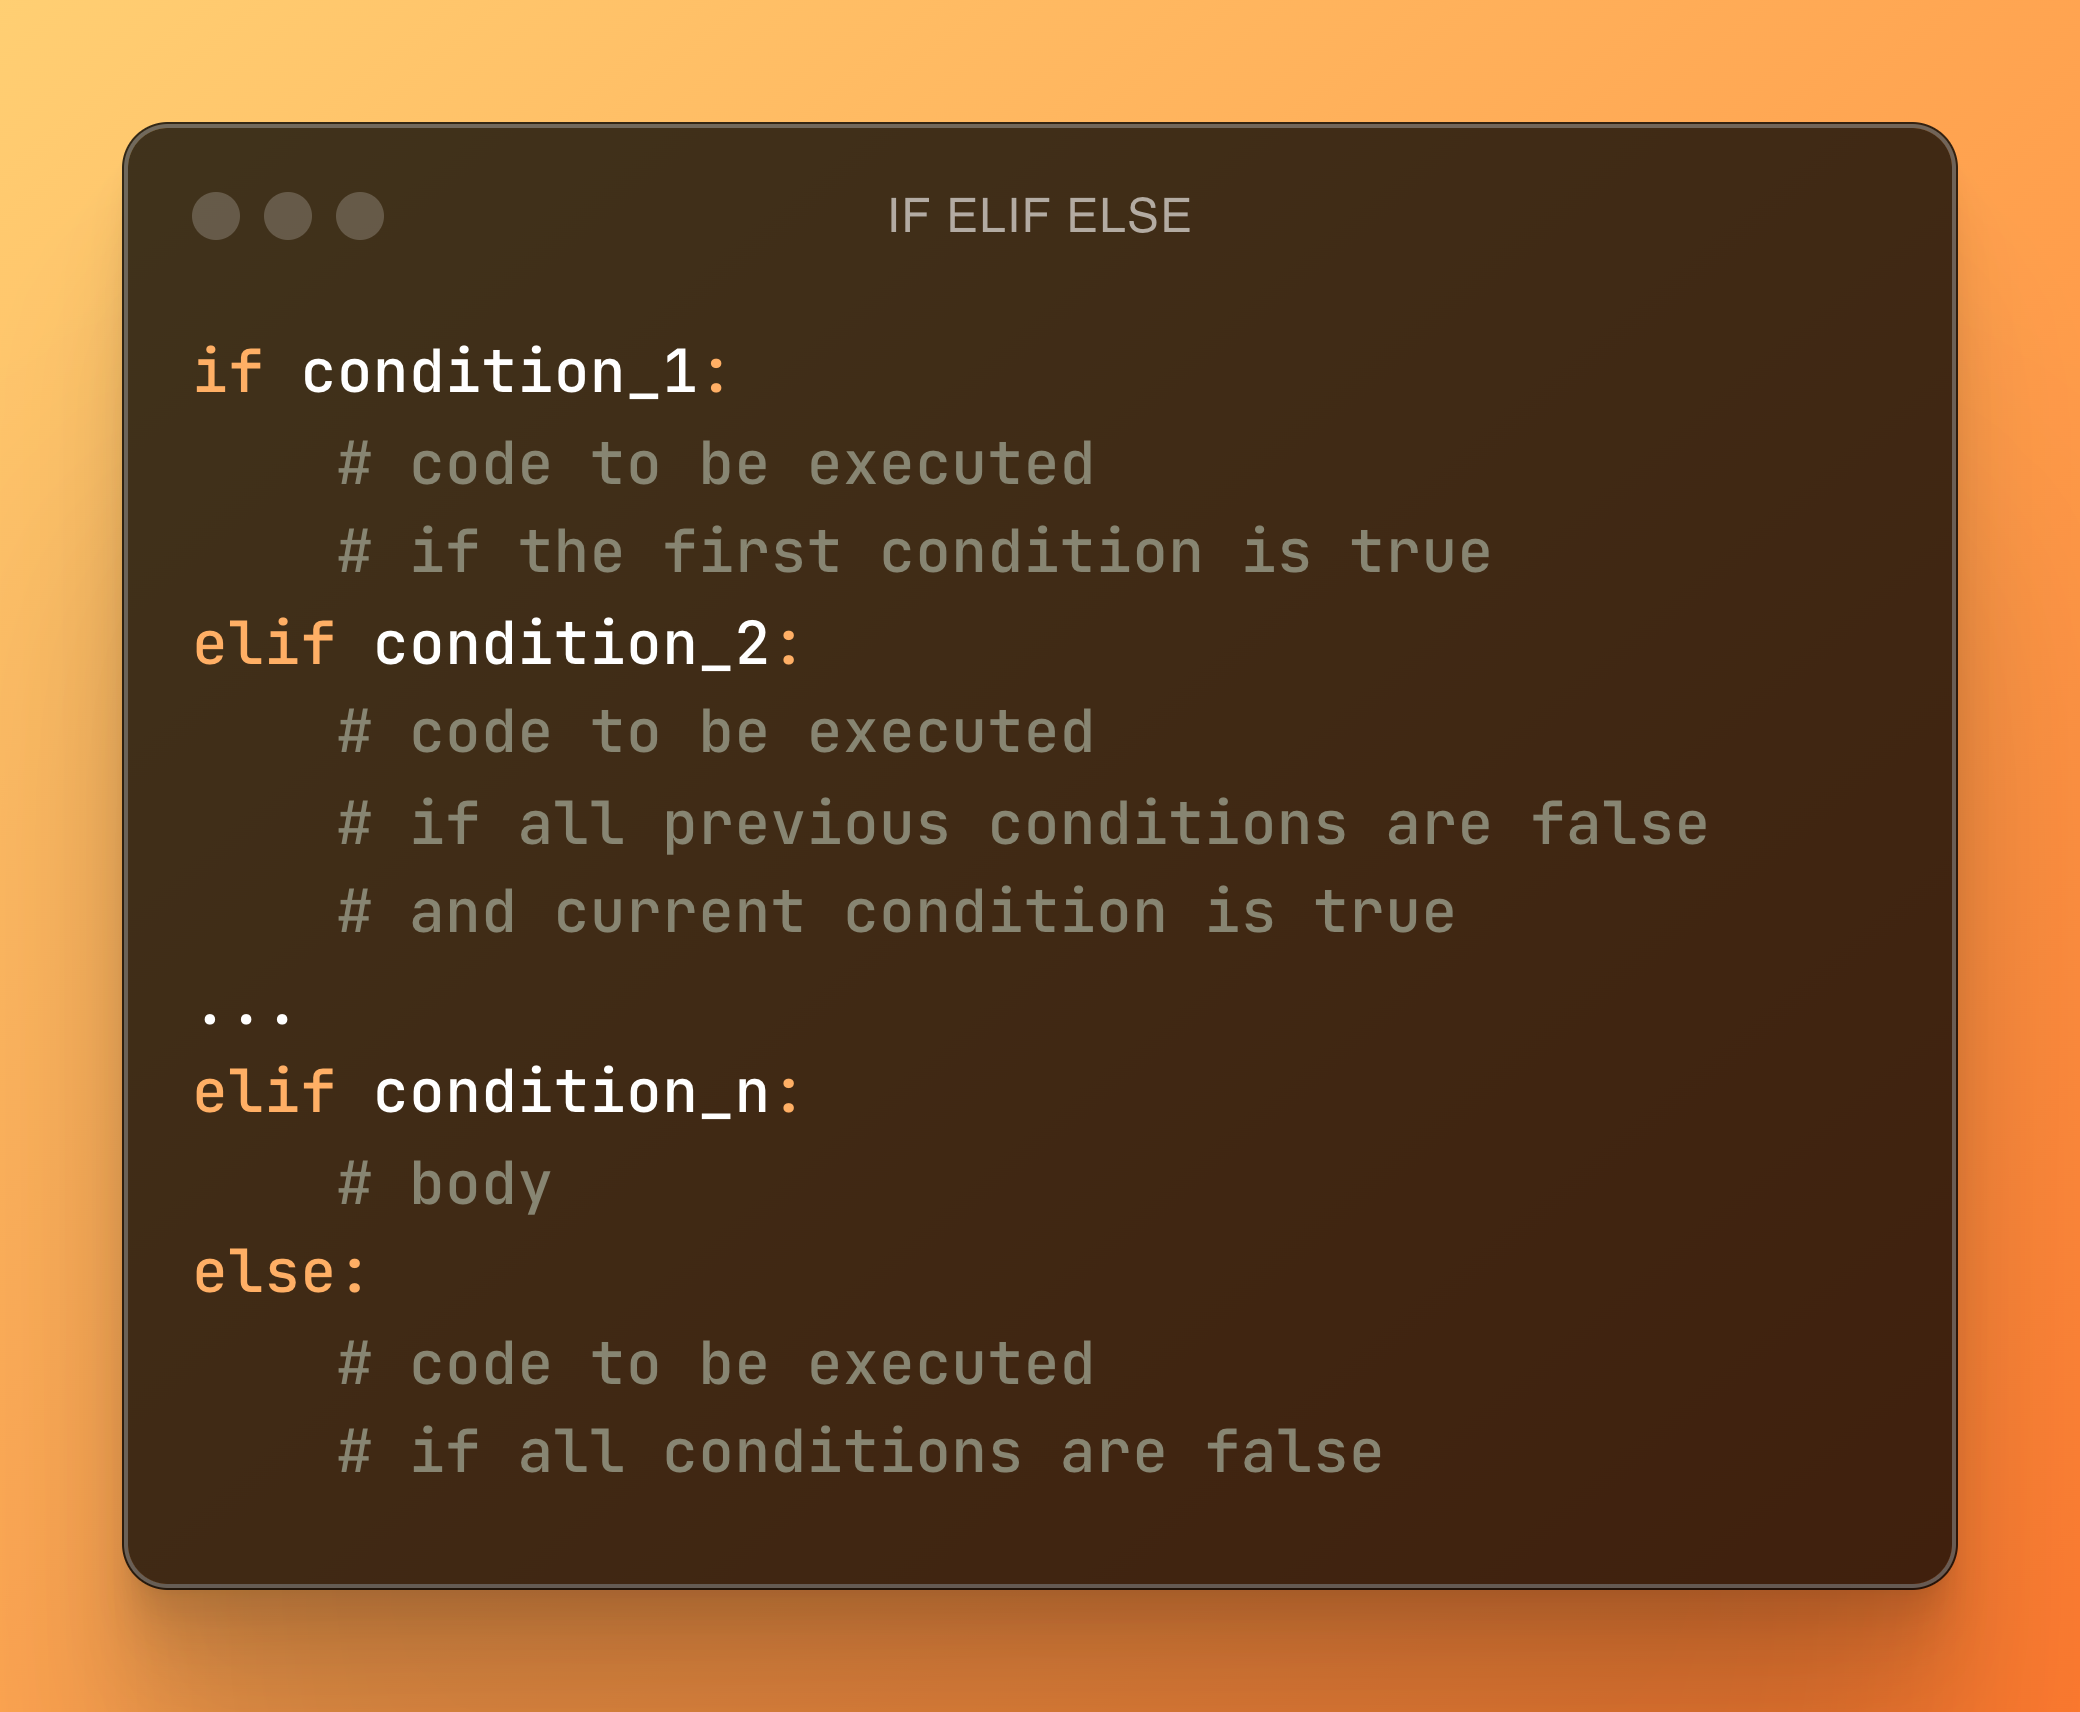 IF ELIF ELSE
if condition_1:
    # code to be executed
    # if the first condition is true
elif condition_2:
    # code to be executed
    # if all previous conditions are false
    # and current condition is true
...
elif condition_n:
    # body
else:
    # code to be executed
    # if all conditions are false